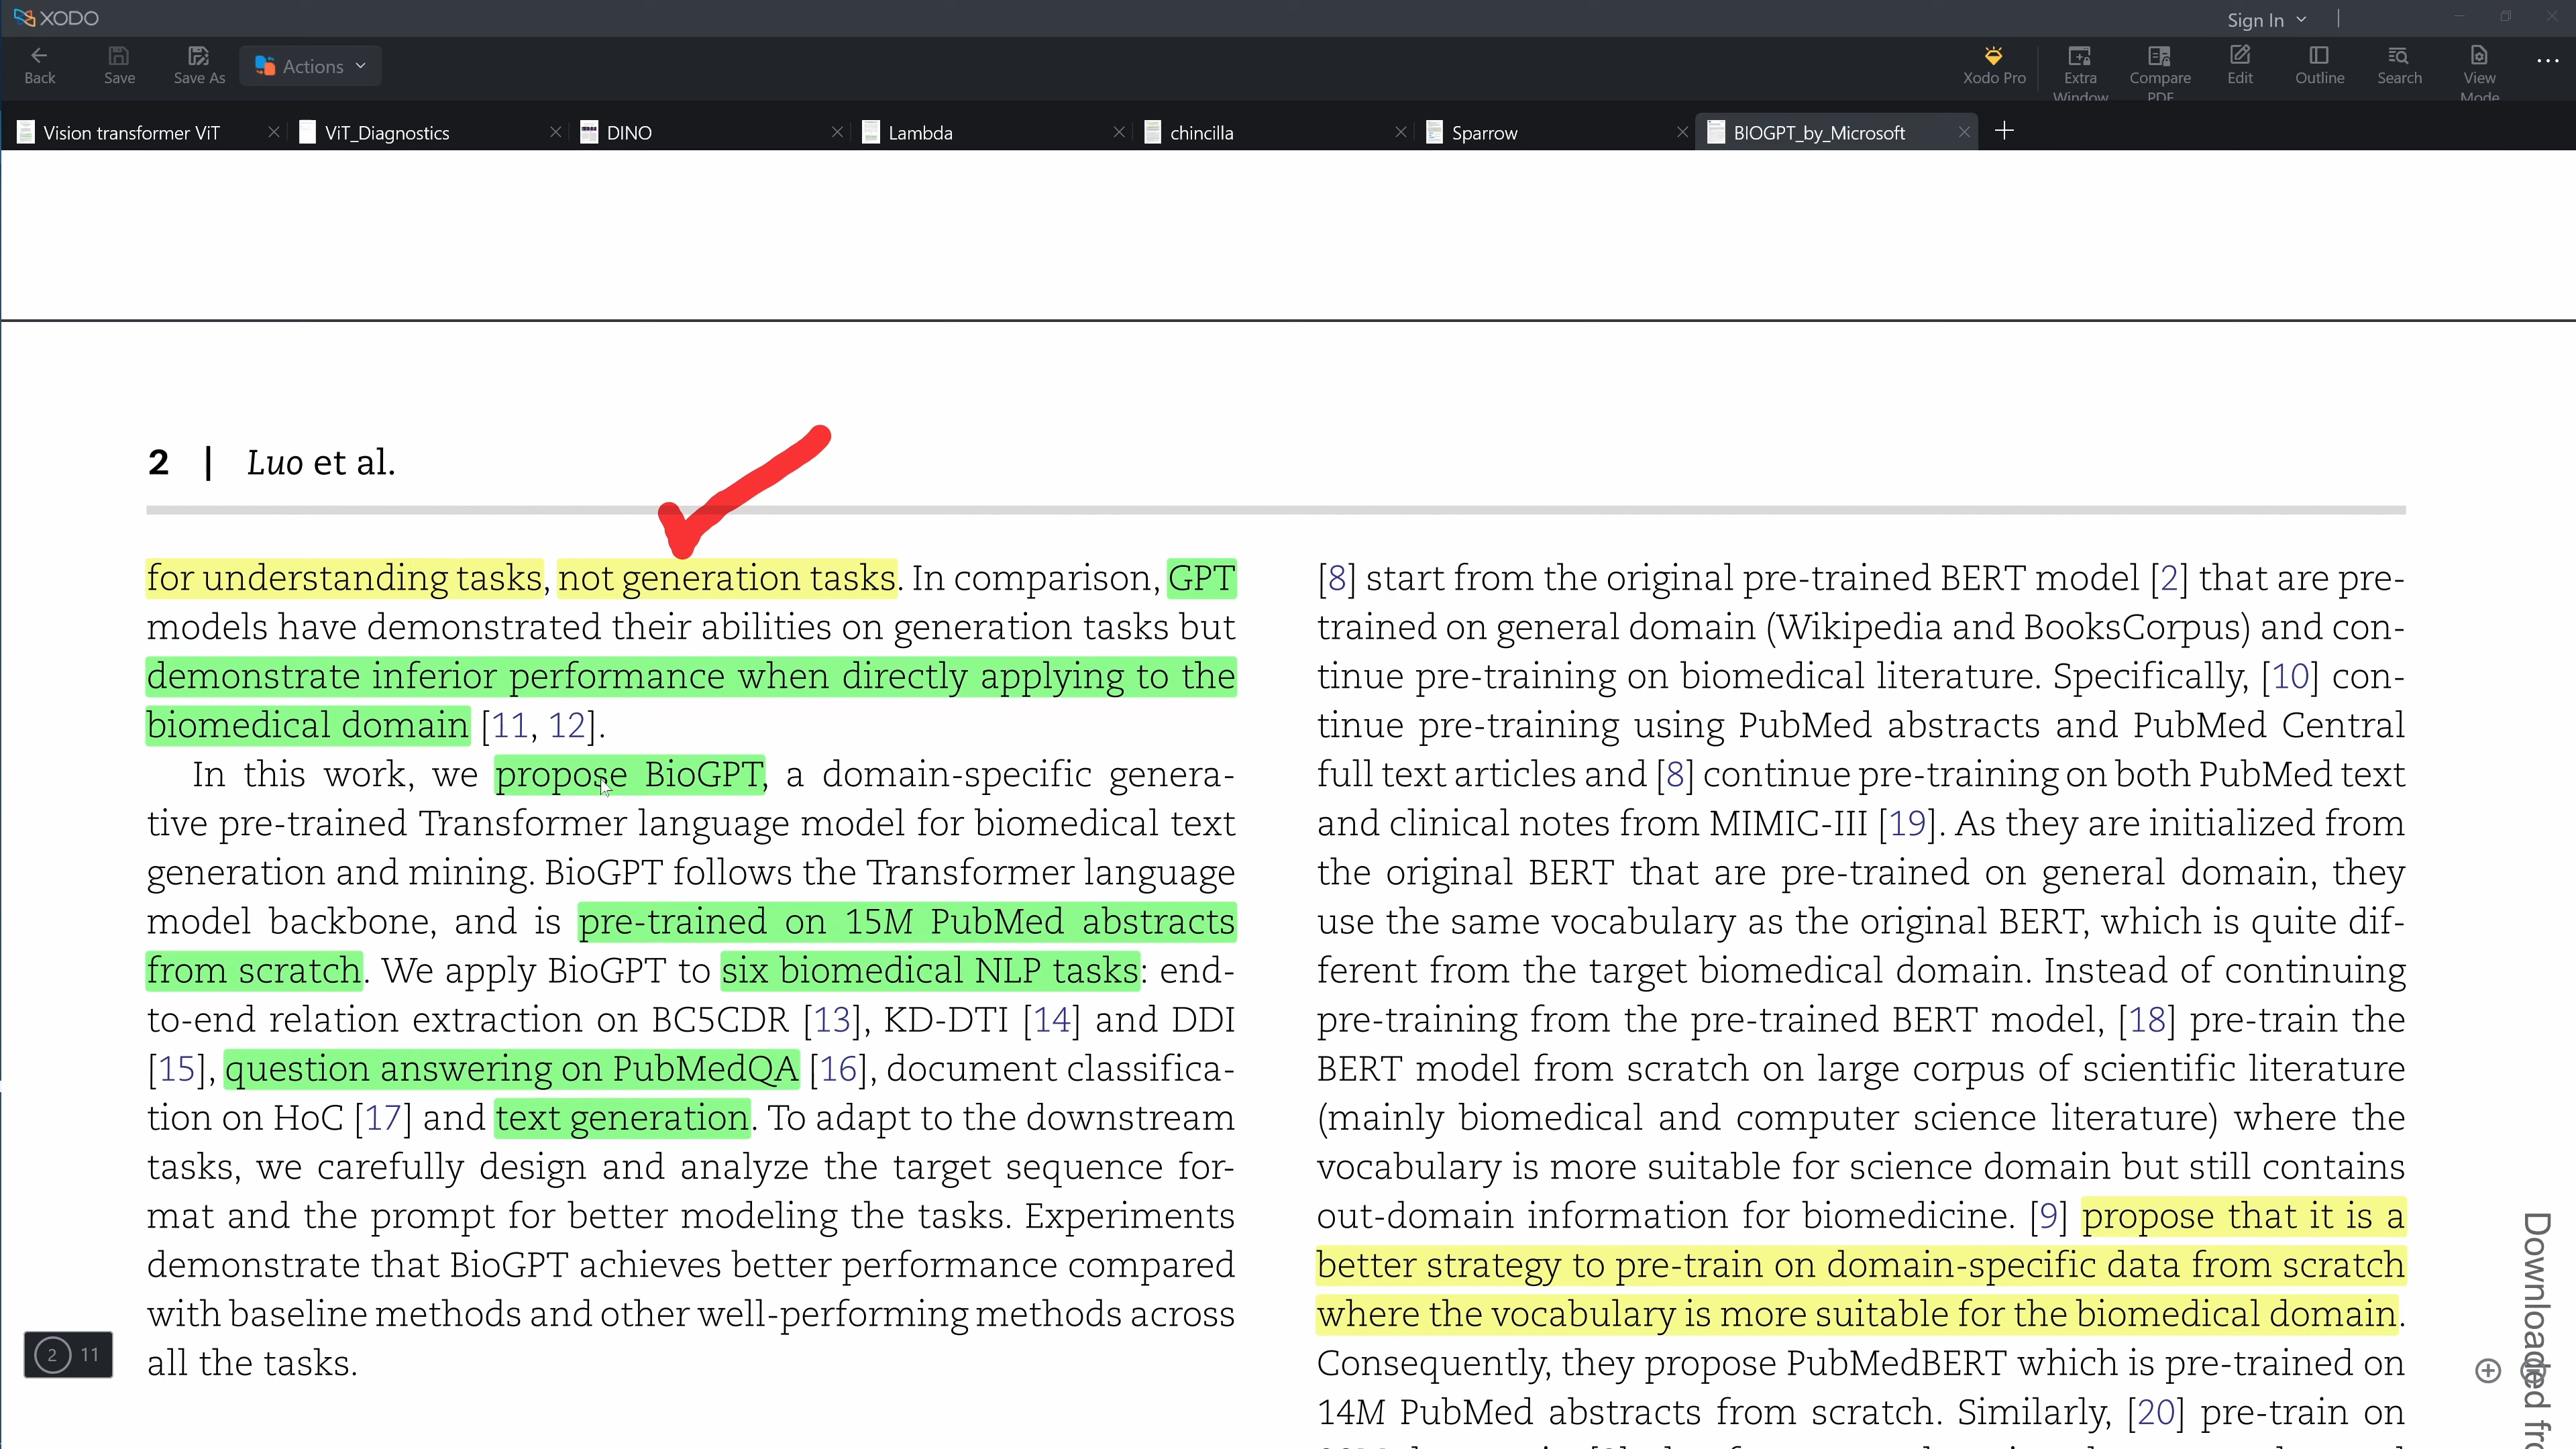 XODO
Sign In
Back
Save
Save As
Actions
Xodo Pro
Extra
Window
Compare
PDF
Edit
Outline
Search
View
Mode
Vision transformer ViT
ViT_Diagnostics
DINO
Lambda
chincilla
Sparrow
BIOGPT_by_Microsoft
2 | Luo et al.
for understanding tasks, not generation tasks. In comparison, GPT
models have demonstrated their abilities on generation tasks but
demonstrate inferior performance when directly applying to the
biomedical domain [11, 12].
In this work, we propose BioGPT, a domain-specific genera-
tive pre-trained Transformer language model for biomedical text
generation and mining. BioGPT follows the Transformer language
model backbone, and is pre-trained on 15M PubMed abstracts
from scratch. We apply BioGPT to six biomedical NLP tasks: end-
to-end relation extraction on BC5CDR [13], KD-DTI [14] and DDI
[15], question answering on PubMedQA [16], document classifica-
tion on HoC [17] and text generation. To adapt to the downstream
tasks, we carefully design and analyze the target sequence for-
mat and the prompt for better modeling the tasks. Experiments
demonstrate that BioGPT achieves better performance compared
with baseline methods and other well-performing methods across
all the tasks.
[8] start from the original pre-trained BERT model [2] that are pre-
trained on general domain (Wikipedia and BooksCorpus) and con-
tinue pre-training on biomedical literature. Specifically, [10] con-
tinue pre-training using PubMed abstracts and PubMed Central
full text articles and [8] continue pre-training on both PubMed text
and clinical notes from MIMIC-III [19]. As they are initialized from
the original BERT that are pre-trained on general domain, they
use the same vocabulary as the original BERT, which is quite dif-
ferent from the target biomedical domain. Instead of continuing
pre-training from the pre-trained BERT model, [18] pre-train the
BERT model from scratch on large corpus of scientific literature
(mainly biomedical and computer science literature) where the
vocabulary is more suitable for science domain but still contains
out-domain information for biomedicine. [9] propose that it is a
better strategy to pre-train on domain-specific data from scratch
where the vocabulary is more suitable for the biomedical domain.
Consequently, they propose PubMedBERT which is pre-trained on
14M PubMed abstracts from scratch. Similarly, [20] pre-train on
2 11
Downloaded